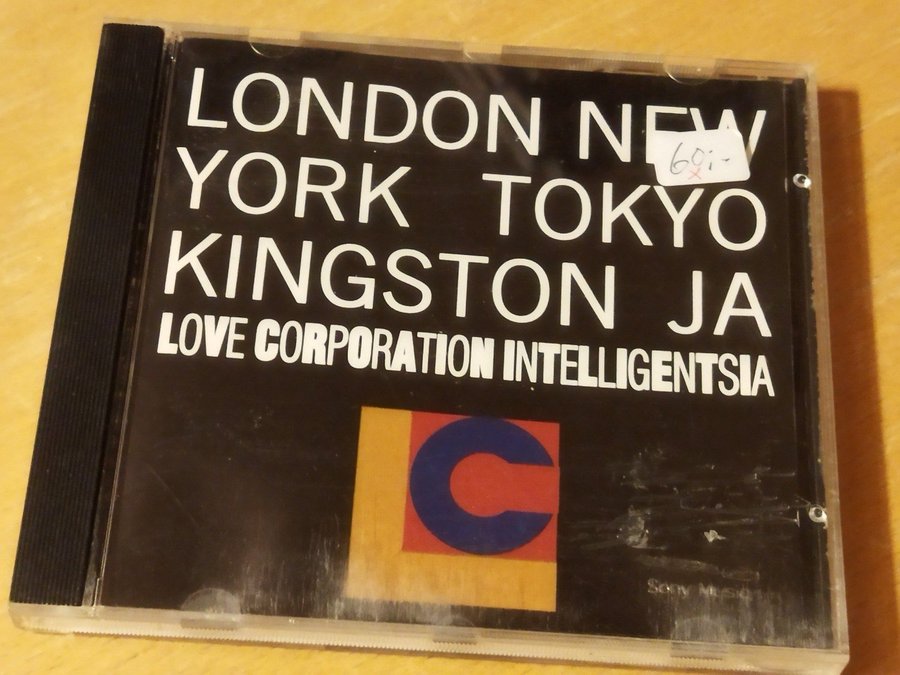 LONDON NEW
60:-
YORK TOKYO
KINGSTON JA
LOVE CORPORATION INTELLIGENTSIA
C
Sony Music